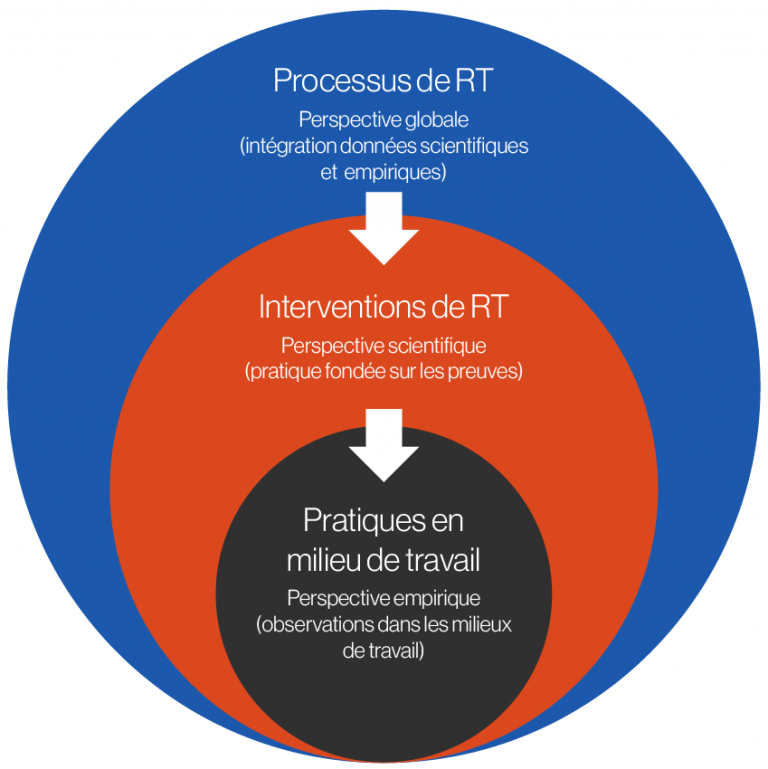 Processus de RT
Perspective globale
(intégration données scientifiques
et empiriques)
Interventions de RT
Perspective scientifique
(pratique fondée sur les preuves)
Pratiques en
milieu de travail
Perspective empirique
(observations dans les milieux
de travail)